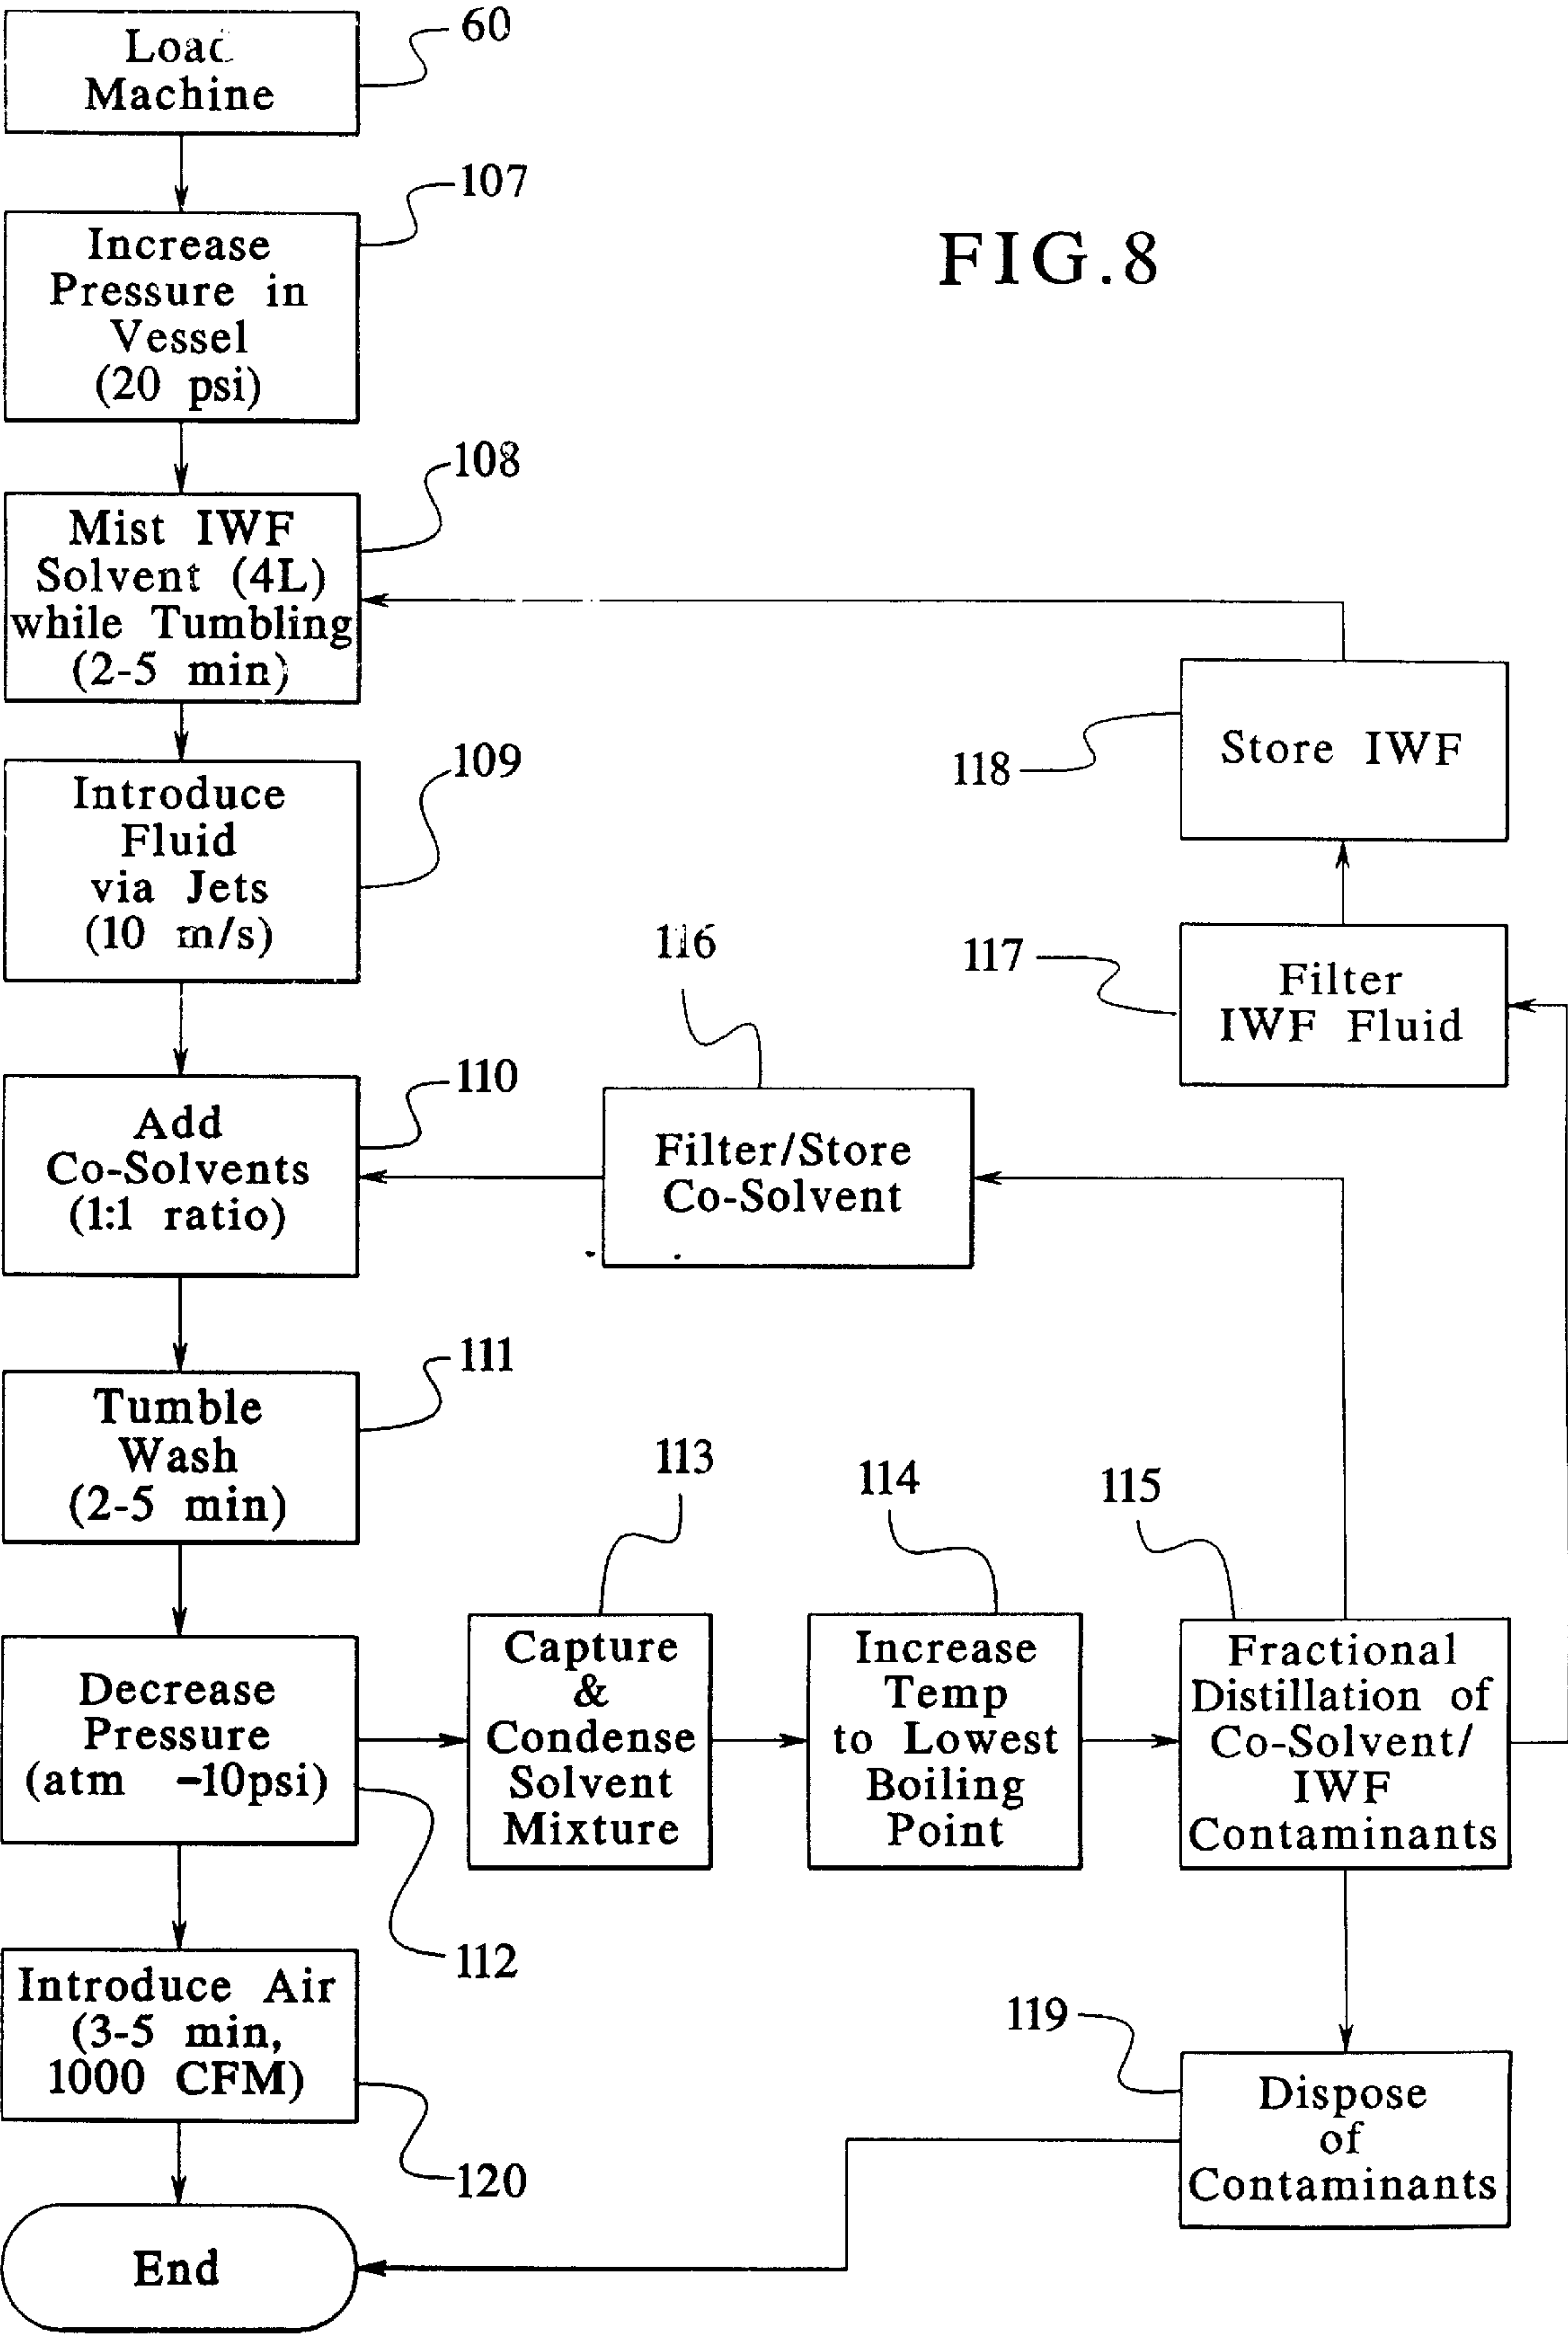 60
Load
Machine
107
Increase
Pressure in
Vessel
(20 psi)
FIG.8
108
Mist IWF
Solvent (4L)
while Tumbling
(2-5 min)
109
Introduce
Fluid
via Jets
(10 m/s)
118
Store IWF
116
117
Filter
IWF Fluid
110
Add
Co-Solvents
(1:1 ratio)
Filter/Store
Co-Solvent
111
Tumble
Wash
(2-5 min)
113
114
115
Decrease
Pressure
(atm -10psi)
Capture
&
Condense
Solvent
Mixture
Increase
Temp
to Lowest
Boiling
Point
Fractional
Distillation of
Co-Solvent/
IWF
Contaminants
112
Introduce Air
(3-5 min,
1000 CFM)
119
Dispose
of
Contaminants
120
End